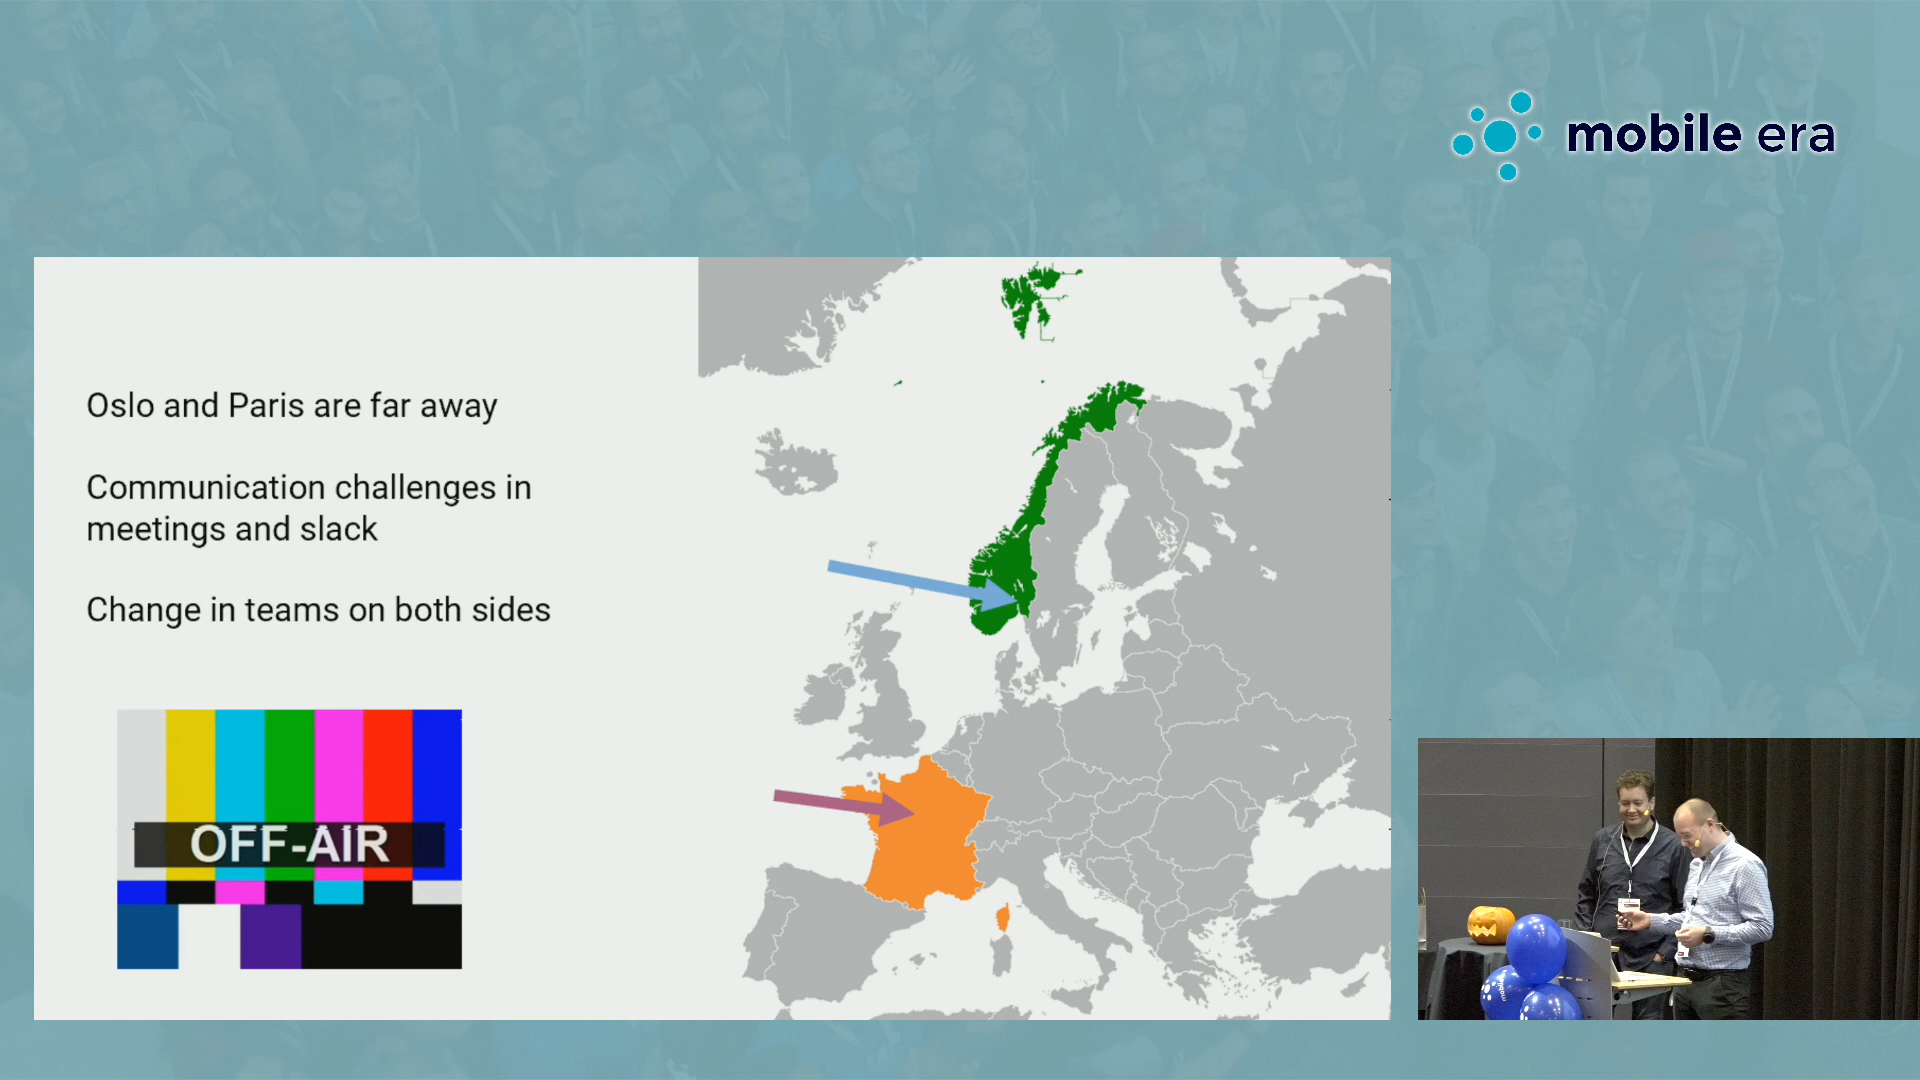 mobile era
Oslo and Paris are far away
Communication challenges in
meetings and slack
Change in teams on both sides
OFF-AIR